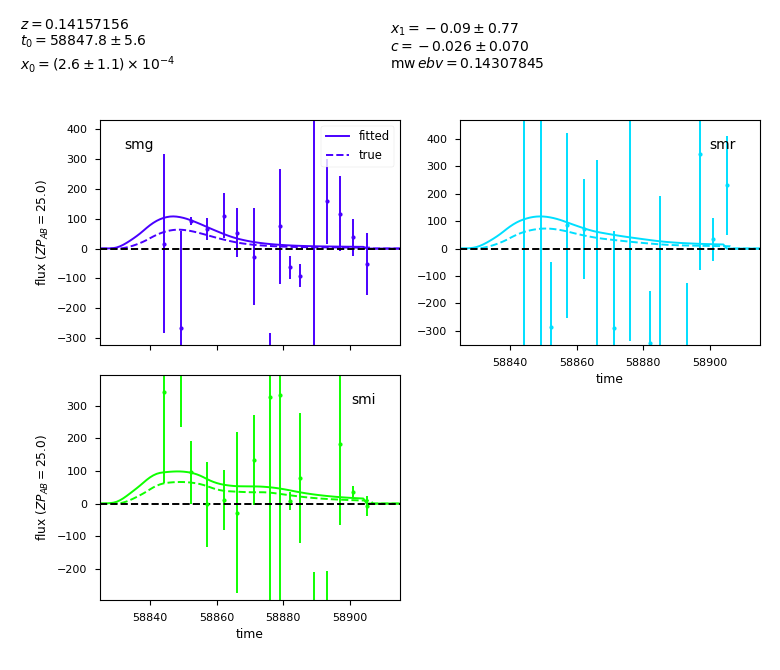 z = 0.14157156
t₀ = 58847.8 ± 5.6
x₀ = (2.6 ± 1.1) × 10⁻⁴
x₁ = −0.09 ± 0.77
c = −0.026 ± 0.070
mw ebv = 0.14307845
smg
fitted
true
400
300
200
100
0
−100
−200
−300
flux (ZP_AB = 25.0)
smr
400
300
200
100
0
−100
−200
−300
58840 58860 58880 58900
time
smi
300
200
100
0
−100
−200
flux (ZP_AB = 25.0)
58840 58860 58880 58900
time